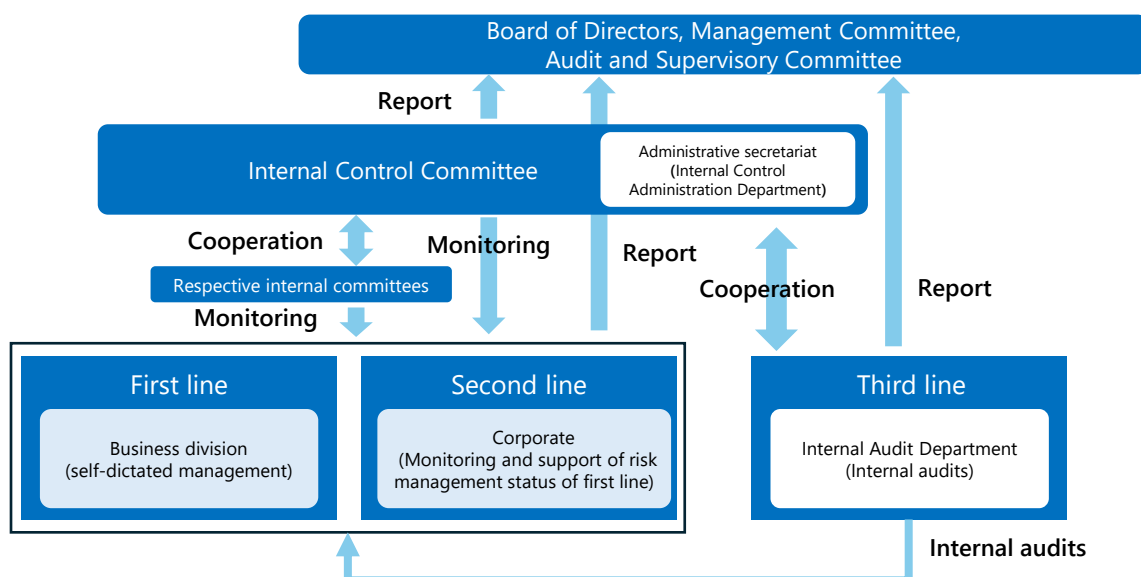 Board of Directors, Management Committee,
Audit and Supervisory Committee
Report
Internal Control Committee
Administrative secretariat
(Internal Control
Administration Department)
Cooperation
Monitoring
Report
Cooperation
Report
Respective internal committees
Monitoring
First line
Business division
(self-dictated management)
Second line
Corporate
(Monitoring and support of risk
management status of first line)
Third line
Internal Audit Department
(Internal audits)
Internal audits